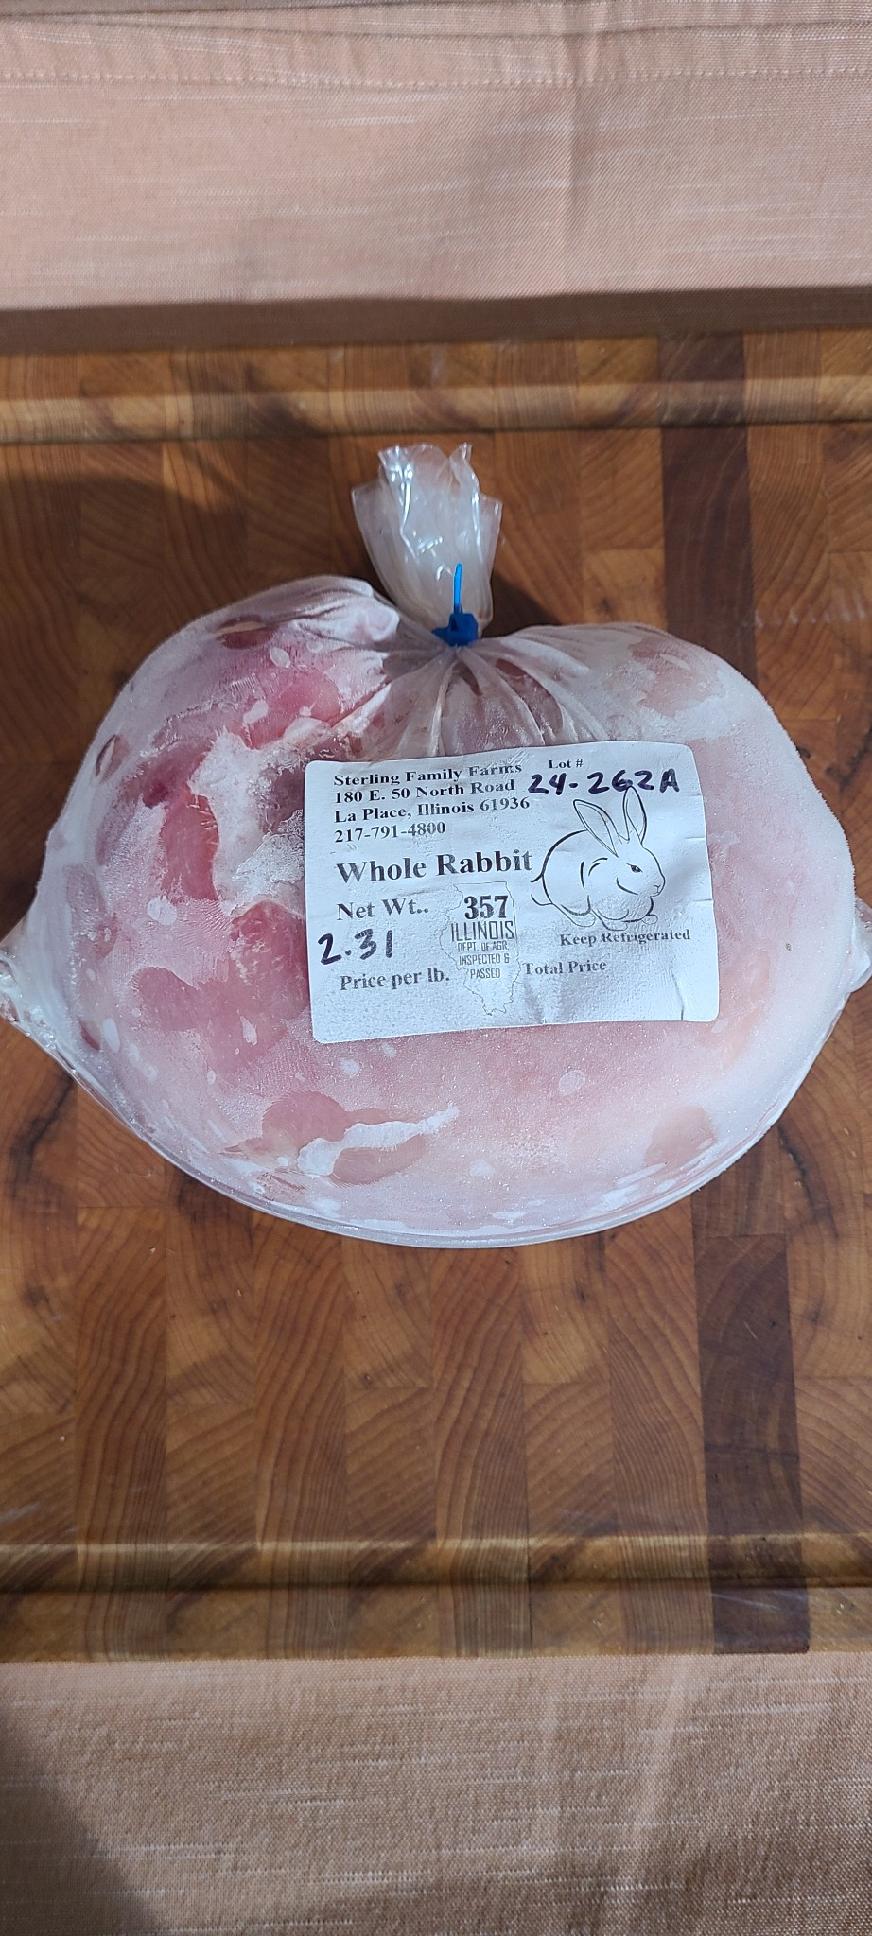 Sterling Family Farms
180 E. 50 North Road
La Place, Illinois 61936
217-791-4800
Lot #
24-262A
Whole Rabbit
Net Wt..
2.31
357
ILLINOIS
DEPT. OF AGR.
INSPECTED &
PASSED
Keep Refrigerated
Price per lb.
Total Price